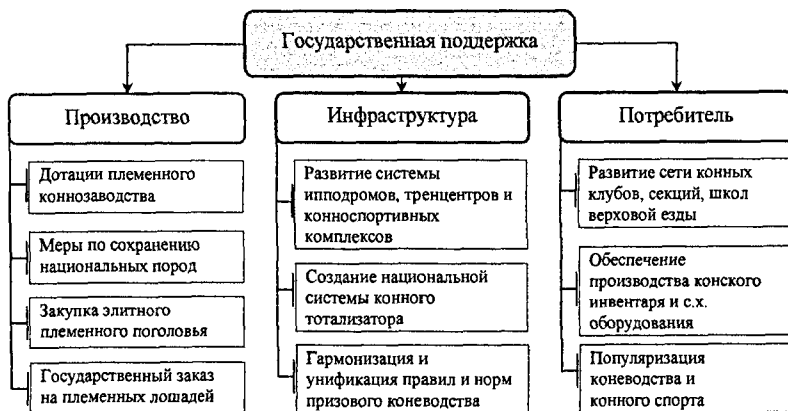 Государственная поддержка
Производство
Дотации племенного
коннозаводства
Меры по сохранению
национальных пород
Закупка элитного
племенного поголовья
Государственный заказ
на племенных лошадей
Инфраструктура
Развитие системы
ипподромов, тренцентров и
конноспортивных
комплексов
Создание национальной
системы конного
тотализатора
Гармонизация и
унификация правил и норм
призового коневодства
Потребитель
Развитие сети конных
клубов, секций, школ
верховой езды
Обеспечение
производства конского
инвентаря и с.х.
оборудования
Популяризация
коневодства и
конного спорта